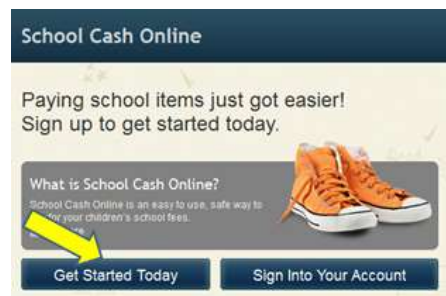 School Cash Online
Paying school items just got easier!
Sign up to get started today.
What is School Cash Online?
School Cash Online is an easy to use, safe way to
for your children's school fees.
Get Started Today
Sign Into Your Account